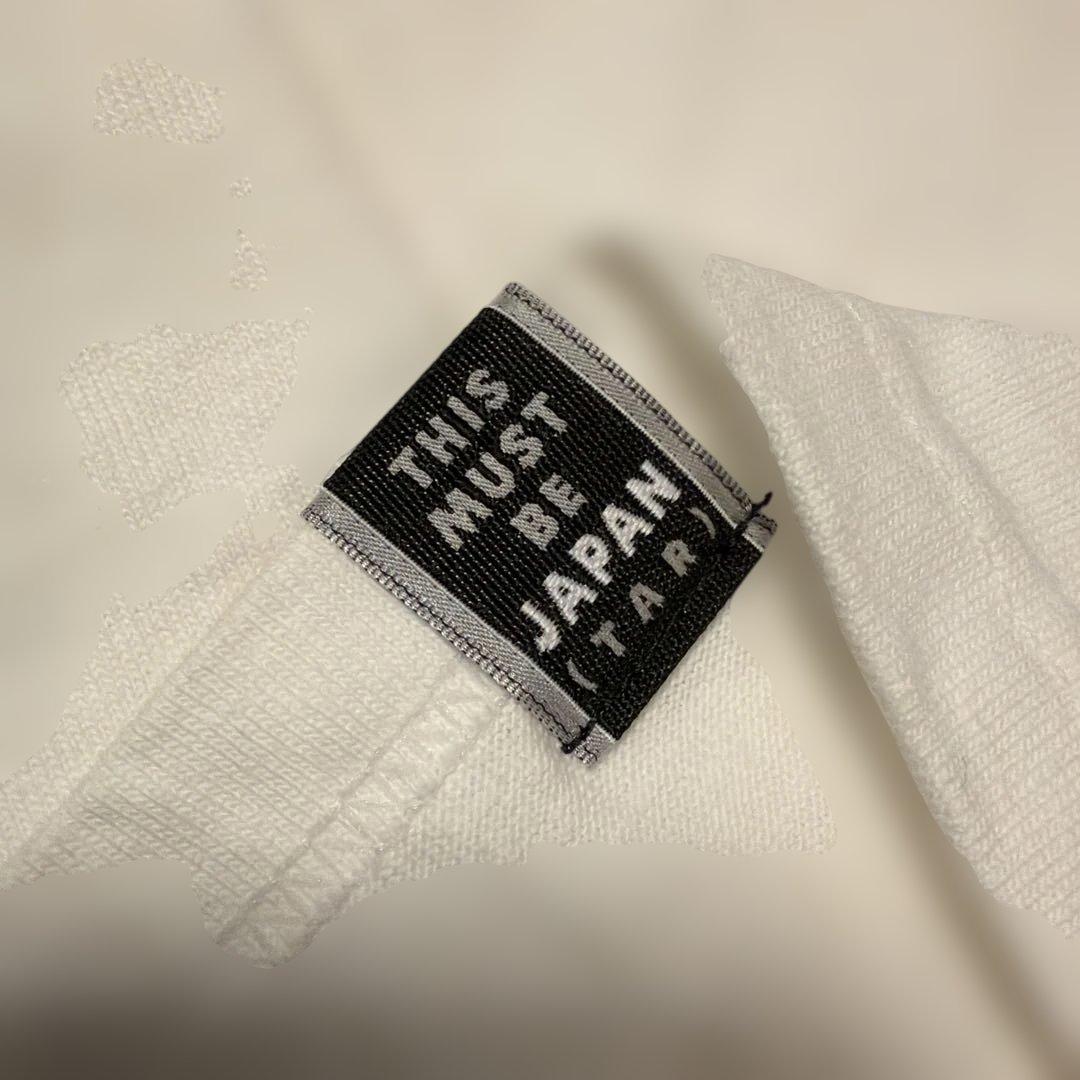 THIS
MUST
BE
JAPAN
(TAR)